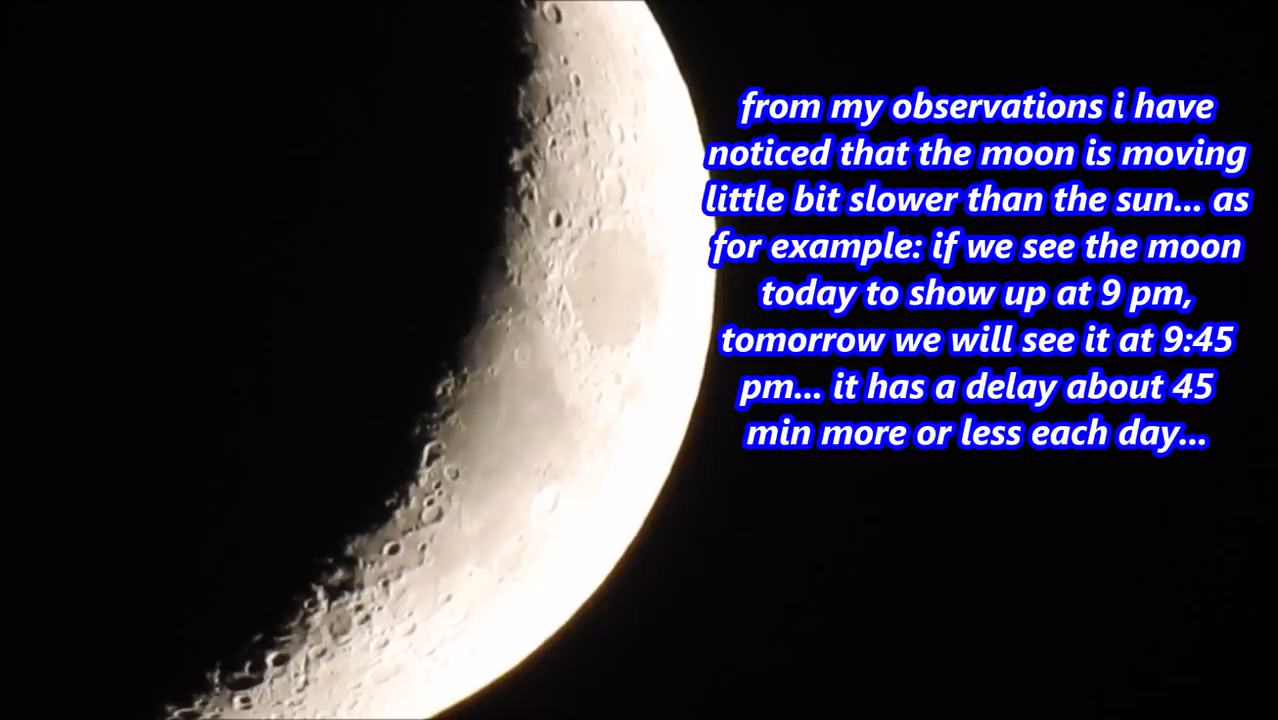 from my observations i have
noticed that the moon is moving
little bit slower than the sun... as
for example: if we see the moon
today to show up at 9 pm,
tomorrow we will see it at 9:45
pm... it has a delay about 45
min more or less each day...